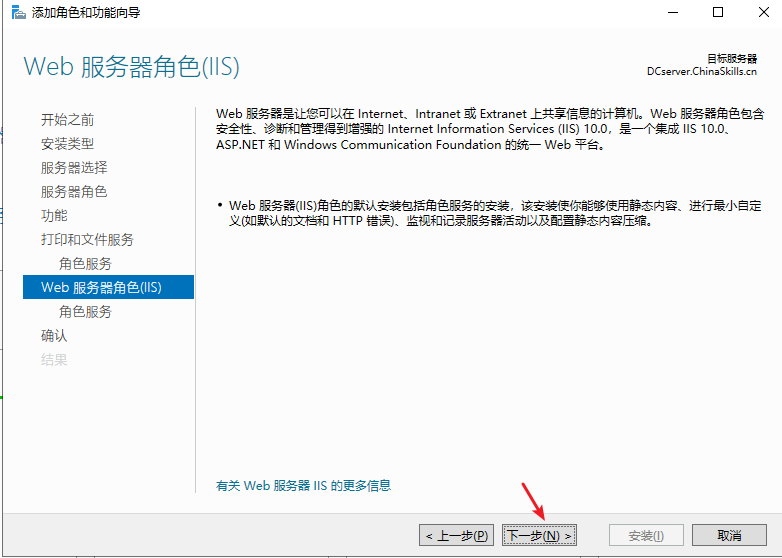 添加角色和功能向导
Web 服务器角色(IIS)
目标服务器
DCserver.ChinaSkills.cn
开始之前
安装类型
服务器选择
服务器角色
功能
打印和文件服务
角色服务
Web 服务器角色(IIS)
角色服务
确认
结果
Web 服务器是让您可以在 Internet、Intranet 或 Extranet 上共享信息的计算机。Web 服务器角色包含
安全性、诊断和管理得到增强的 Internet Information Services (IIS) 10.0，是一个集成 IIS 10.0、
ASP.NET 和 Windows Communication Foundation 的统一 Web 平台。
• Web 服务器(IIS)角色的默认安装包括角色服务的安装，该安装使你能够使用静态内容、进行最小自定
义(如默认的文档和 HTTP 错误)、监视和记录服务器活动以及配置静态内容压缩。
有关 Web 服务器 IIS 的更多信息
< 上一步(P)
下一步(N) >
安装(I)
取消